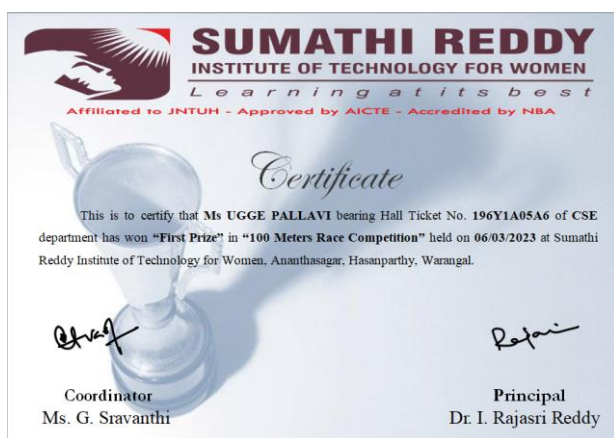 SUMATHI REDDY
INSTITUTE OF TECHNOLOGY FOR WOMEN
Learning at its best
Affiliated to JNTUH - Approved by AICTE - Accredited by NBA
Certificate
This is to certify that Ms UGGE PALLAVI bearing Hall Ticket No. 196Y1A05A6 of CSE
department has won “First Prize” in “100 Meters Race Competition” held on 06/03/2023 at Sumathi
Reddy Institute of Technology for Women, Ananthasagar, Hasanparthy, Warangal.
Rajasri
Coordinator
Principal
Ms. G. Sravanthi
Dr. I. Rajasri Reddy